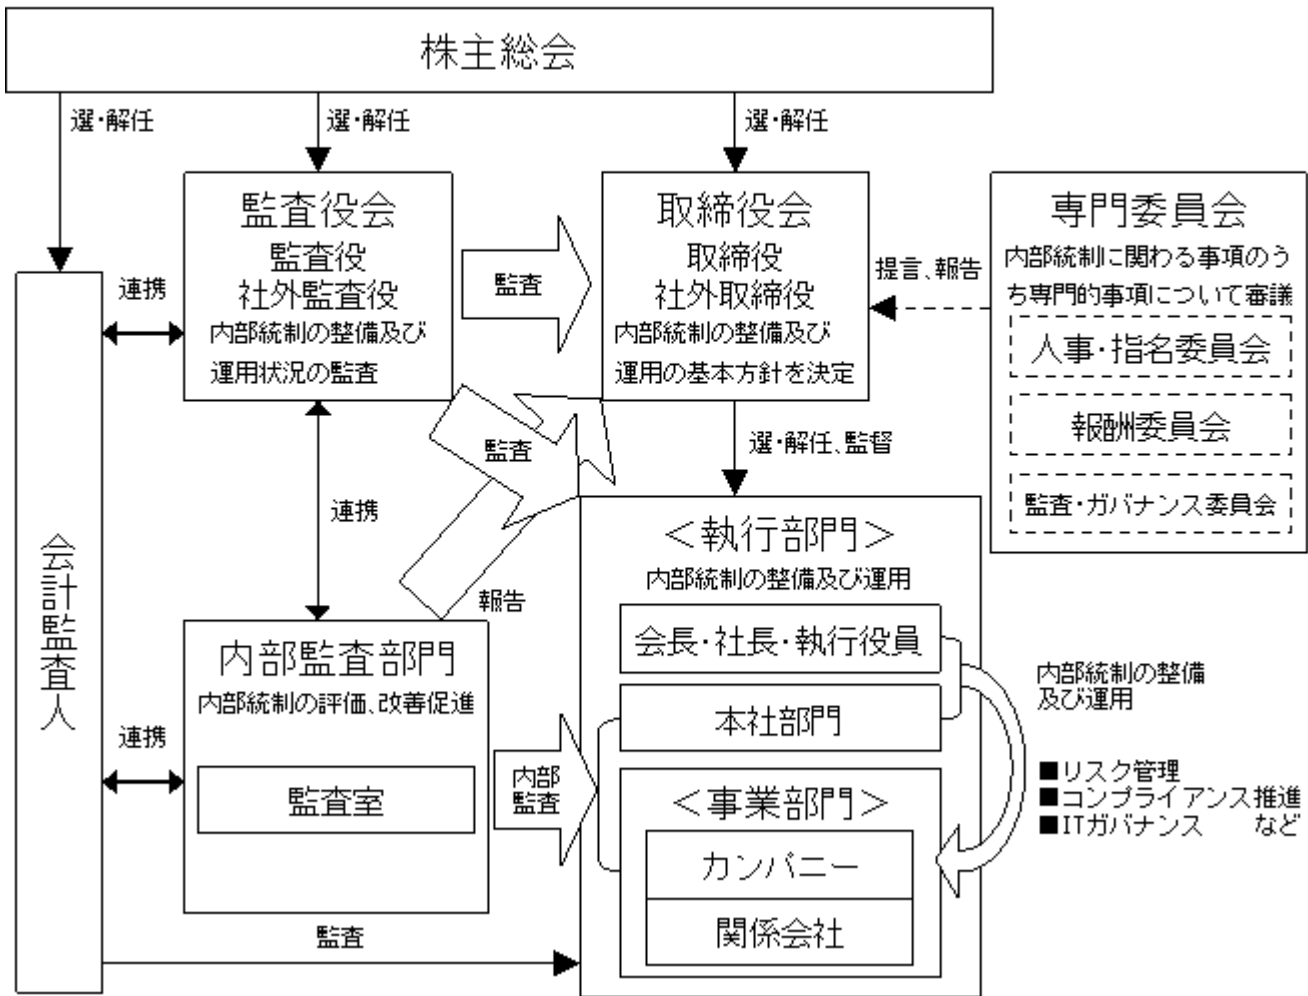 株主総会
選・解任
選・解任
選・解任
監査役会
監査役
社外監査役
内部統制の整備及び
運用状況の監査
監査
取締役会
取締役
社外取締役
内部統制の整備及び
運用の基本方針を決定
提言、報告
専門委員会
内部統制に関わる事項のう
ち専門的事項について審議
人事・指名委員会
報酬委員会
監査・ガバナンス委員会
連携
会計監査人
連携
監査
報告
選・解任、監督
内部監査部門
内部統制の評価、改善促進
監査室
連携
内部
監査
＜執行部門＞
内部統制の整備及び運用
会長・社長・執行役員
本社部門
＜事業部門＞
カンパニー
関係会社
内部統制の整備
及び運用
■リスク管理
■コンプライアンス推進
■ITガバナンス　　など
監査